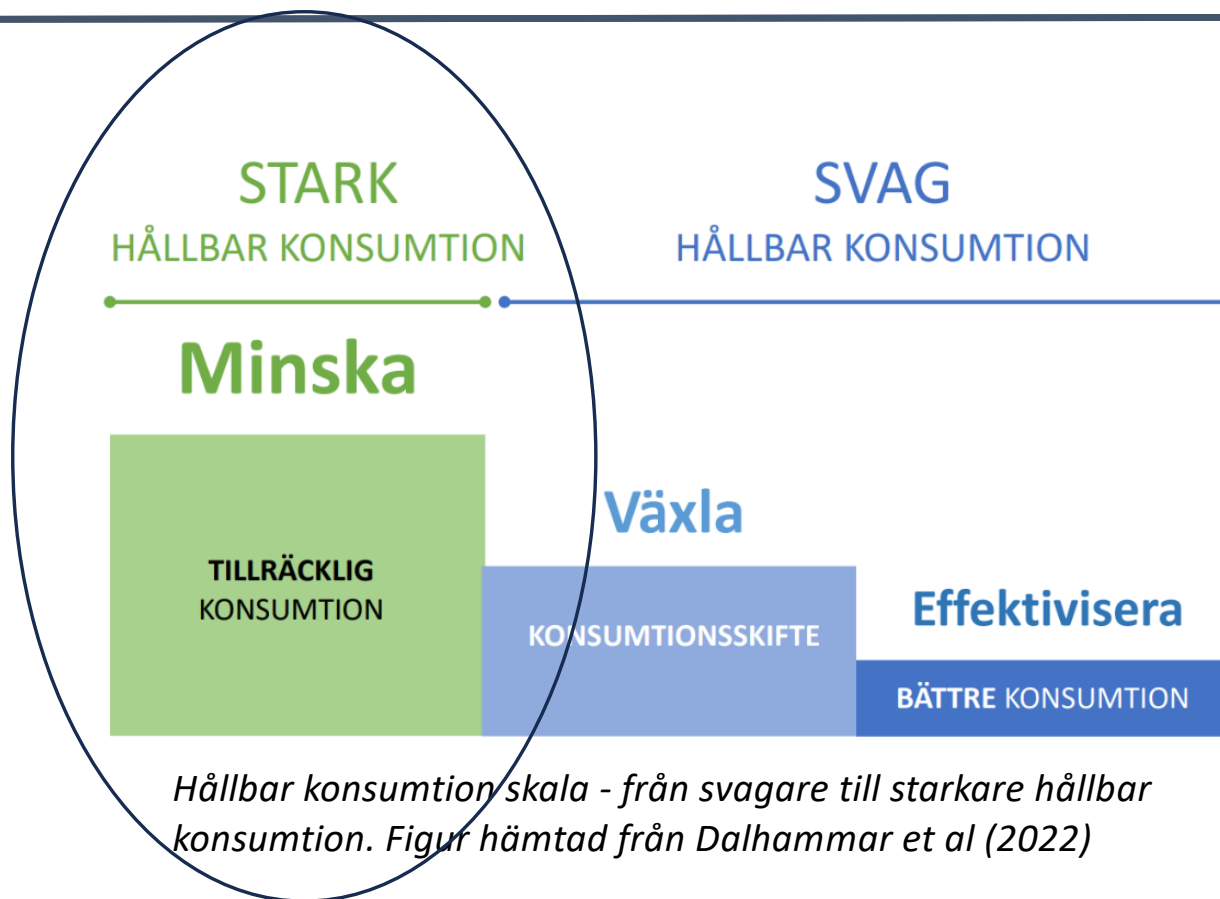 STARK
HÅLLBAR KONSUMTION
SVAG
HÅLLBAR KONSUMTION
Minska
TILLRÄCKLIG
KONSUMTION
Växla
KONSUMTIONSSKIFTE
Effektivisera
BÄTTRE KONSUMTION
Hållbar konsumtion skala - från svagare till starkare hållbar
konsumtion. Figur hämtad från Dalhammar et al (2022)